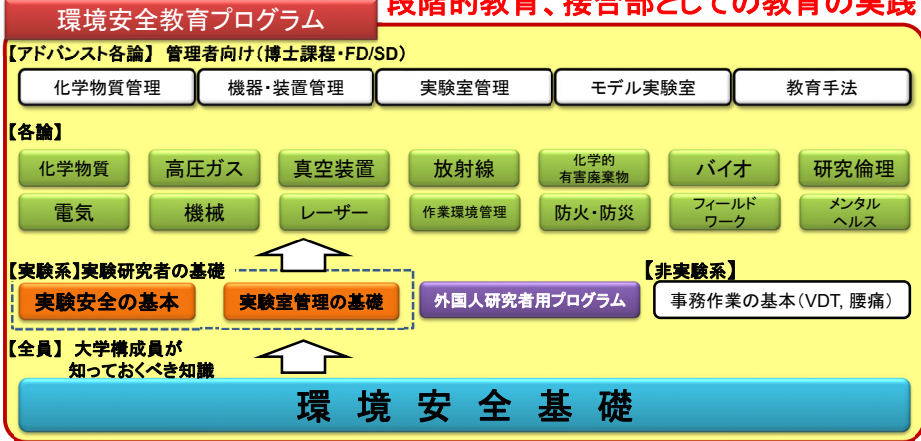 段階的教育、接合部としての教育の実践
環境安全教育プログラム
【アドバンスト各論】 管理者向け(博士課程・FD/SD)
化学物質管理
機器・装置管理
実験室管理
モデル実験室
教育手法
【各論】
化学物質
高圧ガス
真空装置
放射線
化学的
有害廃棄物
バイオ
研究倫理
電気
機械
レーザー
作業環境管理
防火・防災
フィールド
ワーク
メンタル
ヘルス
【実験系】実験研究者の基礎
【非実験系】
実験安全の基本
実験室管理の基礎
外国人研究者用プログラム
事務作業の基本(VDT, 腰痛)
【全員】 大学構成員が
知っておくべき知識
環境安全基礎